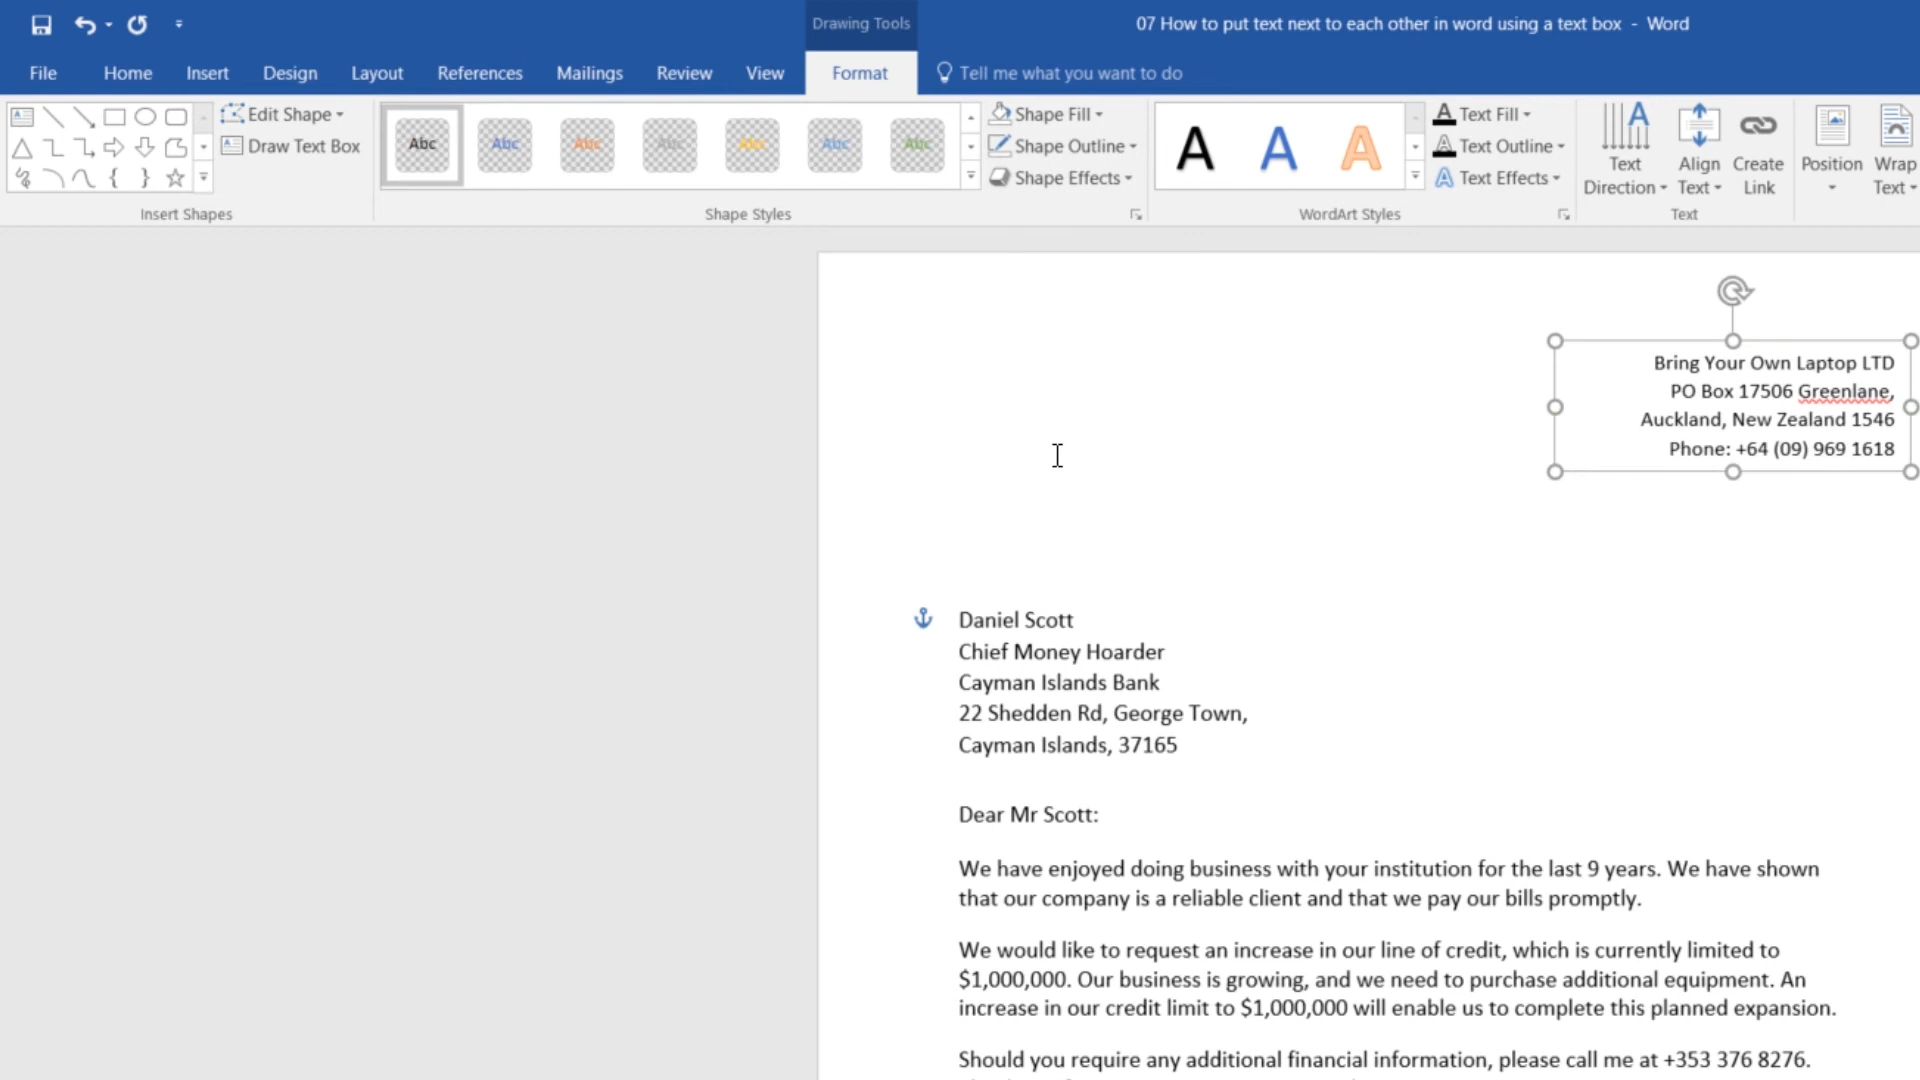 Drawing Tools
07 How to put text next to each other in word using a text box - Word
File Home Insert Design Layout References Mailings Review View Format Tell me what you want to do
Edit Shape
Draw Text Box
Insert Shapes
Abc Abc Abc Abc Abc Abc Abc
Shape Styles
Shape Fill
Shape Outline
Shape Effects
A A A
WordArt Styles
Text Fill
Text Outline
Text Effects
Text Direction
Align Text
Create Link
Text
Position
Wrap Text
Bring Your Own Laptop LTD
PO Box 17506 Greenlane,
Auckland, New Zealand 1546
Phone: +64 (09) 969 1618
Daniel Scott
Chief Money Hoarder
Cayman Islands Bank
22 Shedden Rd, George Town,
Cayman Islands, 37165
Dear Mr Scott:
We have enjoyed doing business with your institution for the last 9 years. We have shown
that our company is a reliable client and that we pay our bills promptly.
We would like to request an increase in our line of credit, which is currently limited to
$1,000,000. Our business is growing, and we need to purchase additional equipment. An
increase in our credit limit to $1,000,000 will enable us to complete this planned expansion.
Should you require any additional financial information, please call me at +353 376 8276.